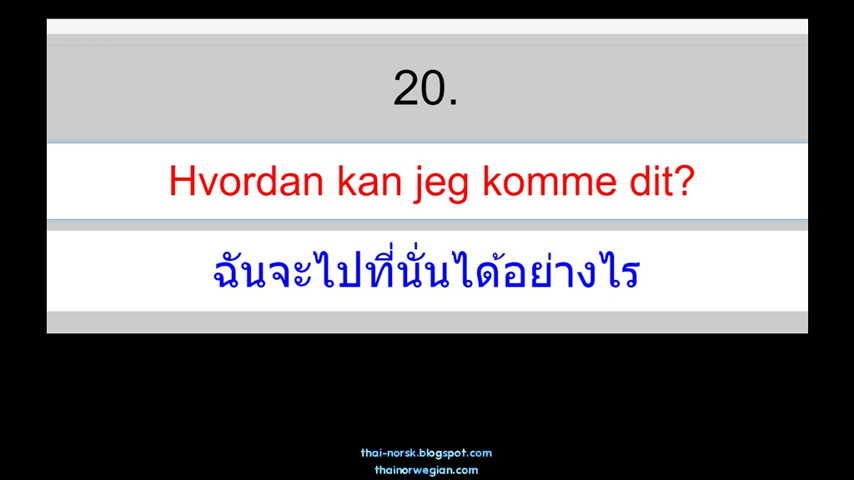 20.
Hvordan kan jeg komme dit?
ฉันจะไปที่นั่นได้อย่างไร
thai-norsk.blogspot.com
thainorwegian.com